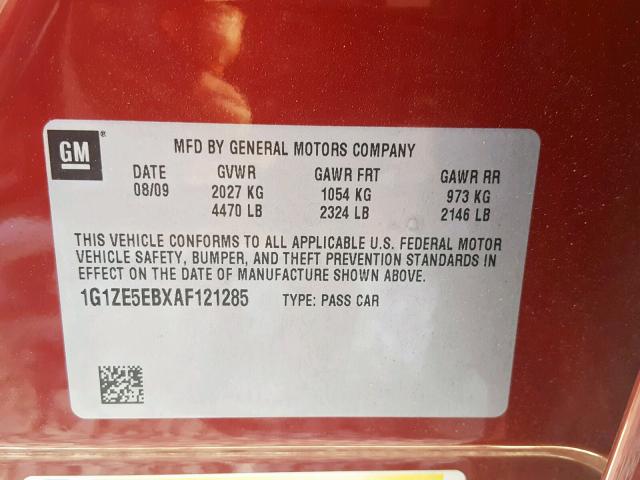 GM ® MFD BY GENERAL MOTORS COMPANY
DATE GVWR GAWR FRT GAWR RR
08/09 2027 KG 1054 KG 973 KG
4470 LB 2324 LB 2146 LB
THIS VEHICLE CONFORMS TO ALL APPLICABLE U.S. FEDERAL MOTOR
VEHICLE SAFETY, BUMPER, AND THEFT PREVENTION STANDARDS IN
EFFECT ON THE DATE OF MANUFACTURE SHOWN ABOVE.
1G1ZE5EBXAF121285 TYPE: PASS CAR